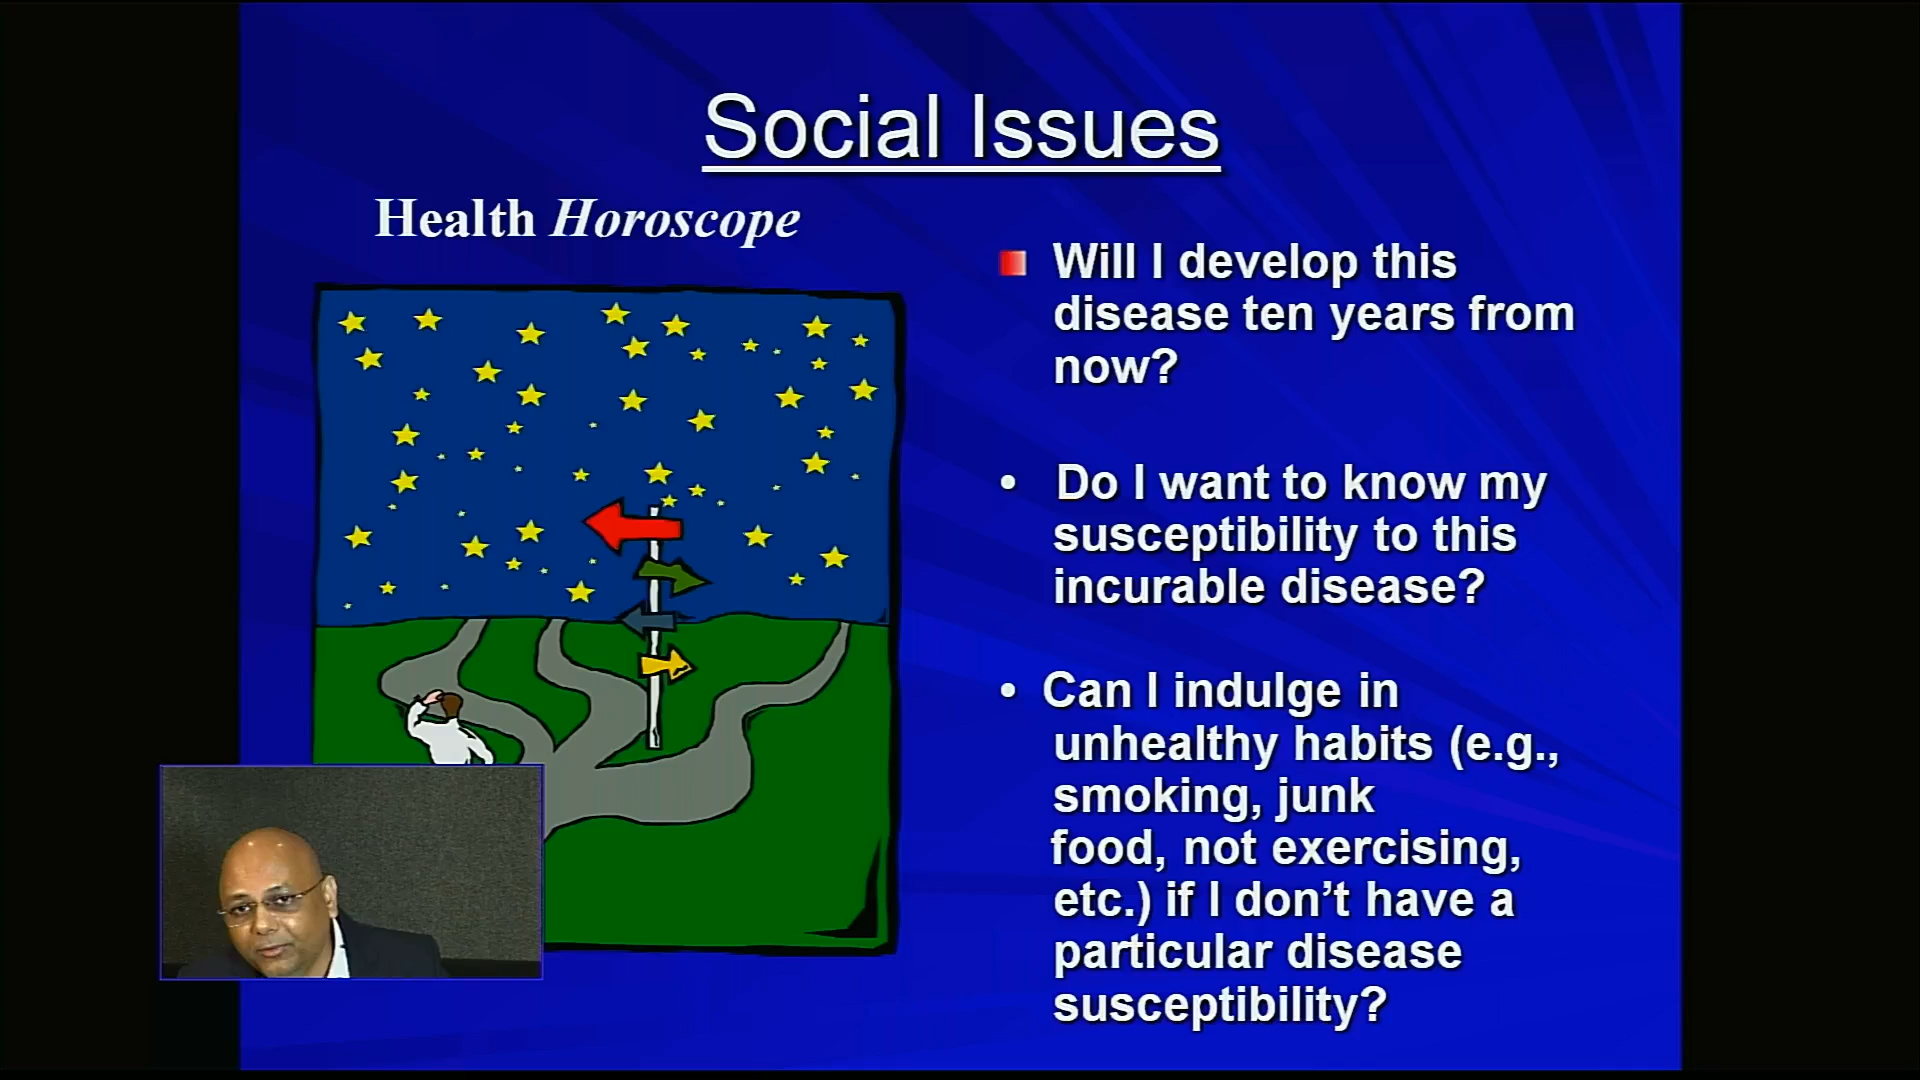 Social Issues
Health Horoscope
Will I develop this
disease ten years from
now?
• Do I want to know my
susceptibility to this
incurable disease?
• Can I indulge in
unhealthy habits (e.g.,
smoking, junk
food, not exercising,
etc.) if I don’t have a
particular disease
susceptibility?